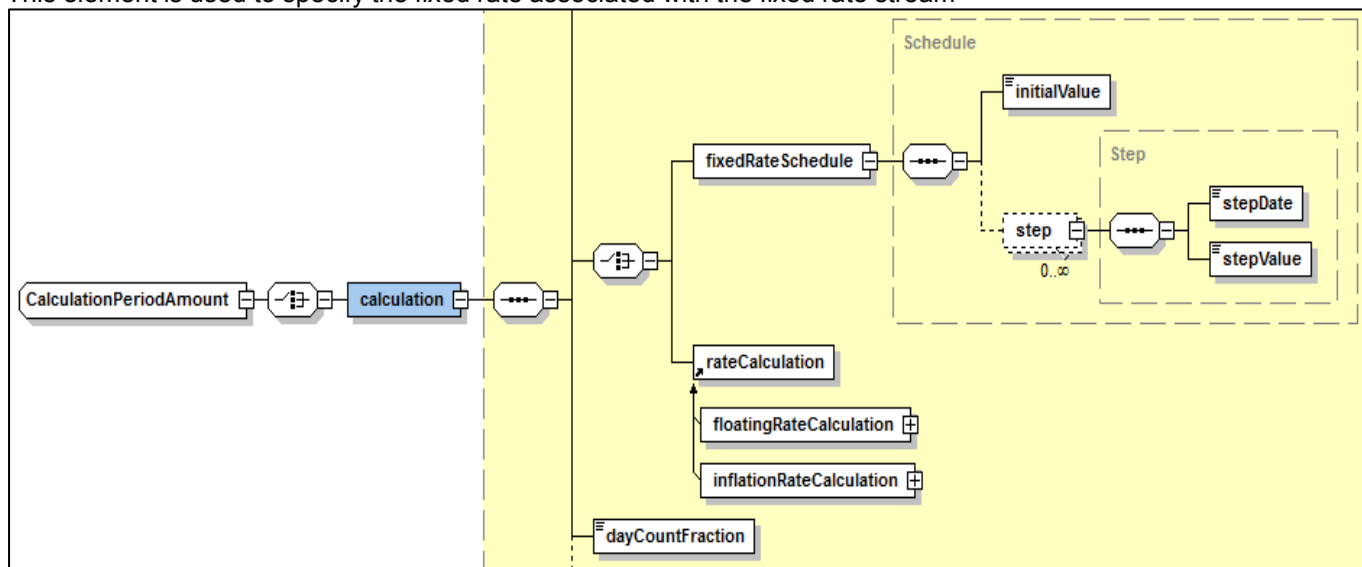 This element is used to specify the fixed rate associated with the fixed rate stream
Schedule
initialValue
Step
fixedRateSchedule
stepDate
step
stepValue
0..∞
CalculationPeriodAmount
calculation
rateCalculation
floatingRateCalculation
inflationRateCalculation
dayCountFraction